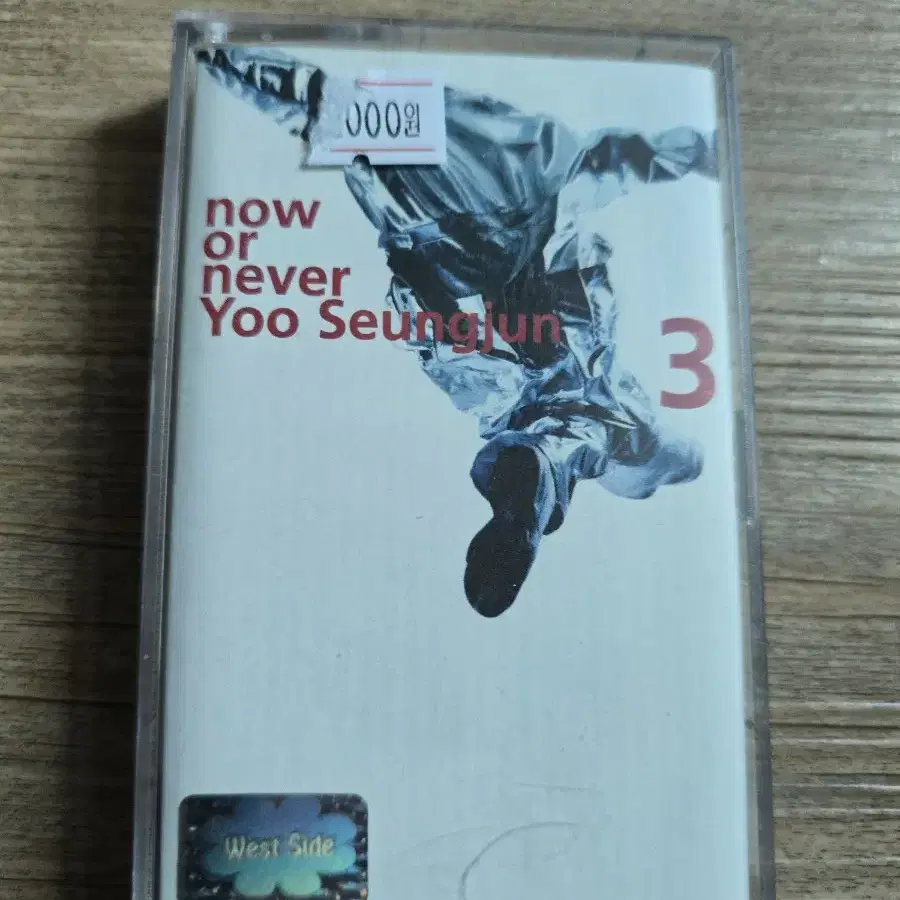 000원
now
or
never
Yoo Seungjun
3
West Side